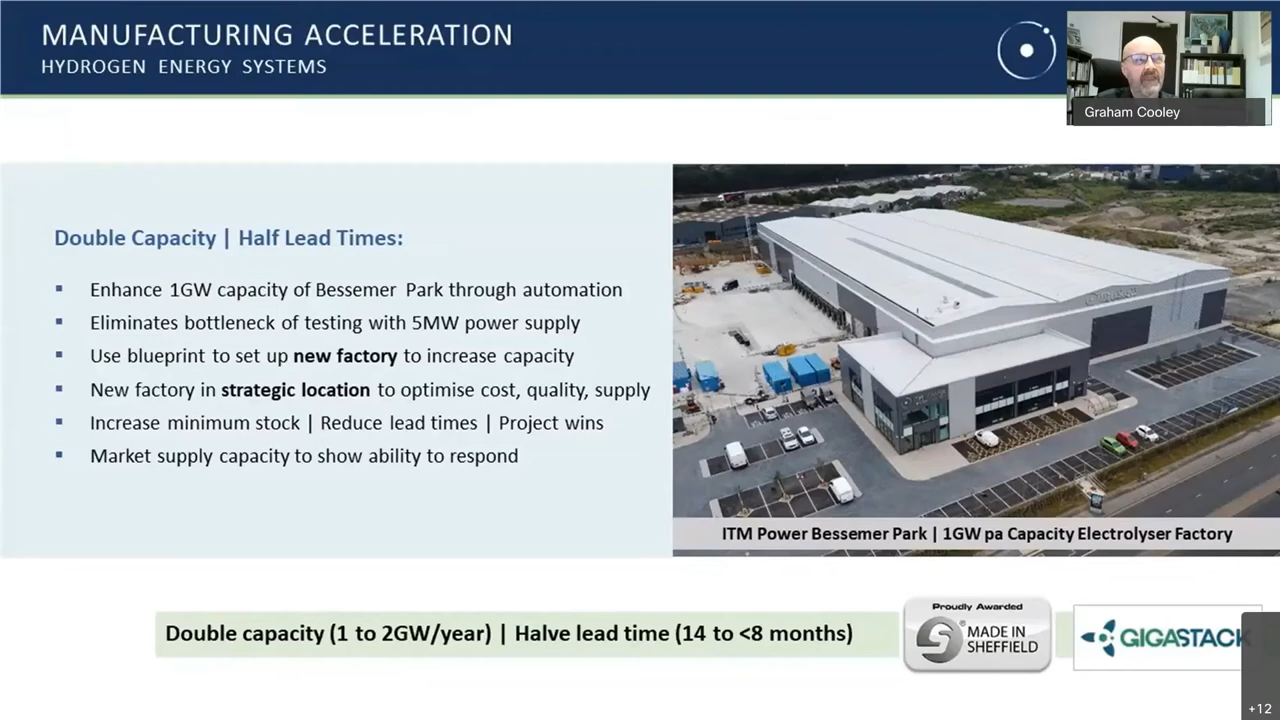 MANUFACTURING ACCELERATION
HYDROGEN ENERGY SYSTEMS
Graham Cooley
Double Capacity | Half Lead Times:
Enhance 1GW capacity of Bessemer Park through automation
Eliminates bottleneck of testing with 5MW power supply
Use blueprint to set up new factory to increase capacity
New factory in strategic location to optimise cost, quality, supply
Increase minimum stock | Reduce lead times | Project wins
Market supply capacity to show ability to respond
ITM Power Bessemer Park | 1GW pa Capacity Electrolyser Factory
Double capacity (1 to 2GW/year) | Halve lead time (14 to <8 months)
Proudly Awarded
MADE IN
SHEFFIELD
GIGASTACK
+12